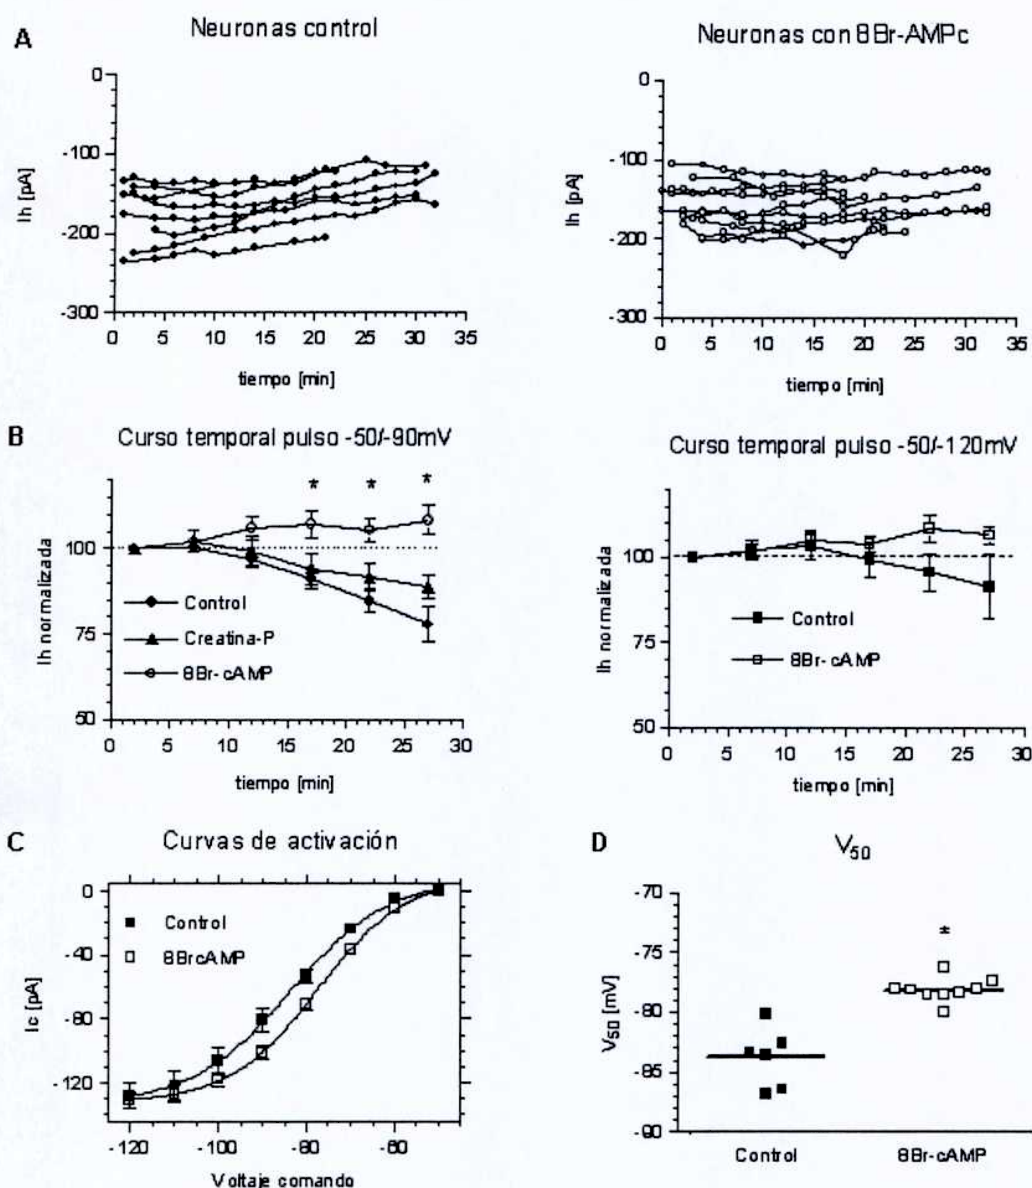 A
Neuronas control
Neuronas con 8Br-AMPc
0
-100
-200
-300
Ih [pA]
0 5 10 15 20 25 30 35
tiempo [min]
0
-100
-200
-300
Ih [pA]
0 5 10 15 20 25 30 35
tiempo [min]
B
Curso temporal pulso -50/-90mV
Curso temporal pulso -50/-120mV
* * *
100
75
50
Ih normalizada
Control
Creatina-P
8Br-cAMP
0 5 10 15 20 25 30
tiempo [min]
100
75
50
Ih normalizada
Control
8Br-cAMP
0 5 10 15 20 25 30
tiempo [min]
C
Curvas de activación
0
-40
-80
-120
Ic [pA]
Control
8BrcAMP
-120 -100 -80 -60
Voltaje comando
D
V50
-70
-75
-80
-85
-90
V50 [mV]
*
Control
8Br-cAMP